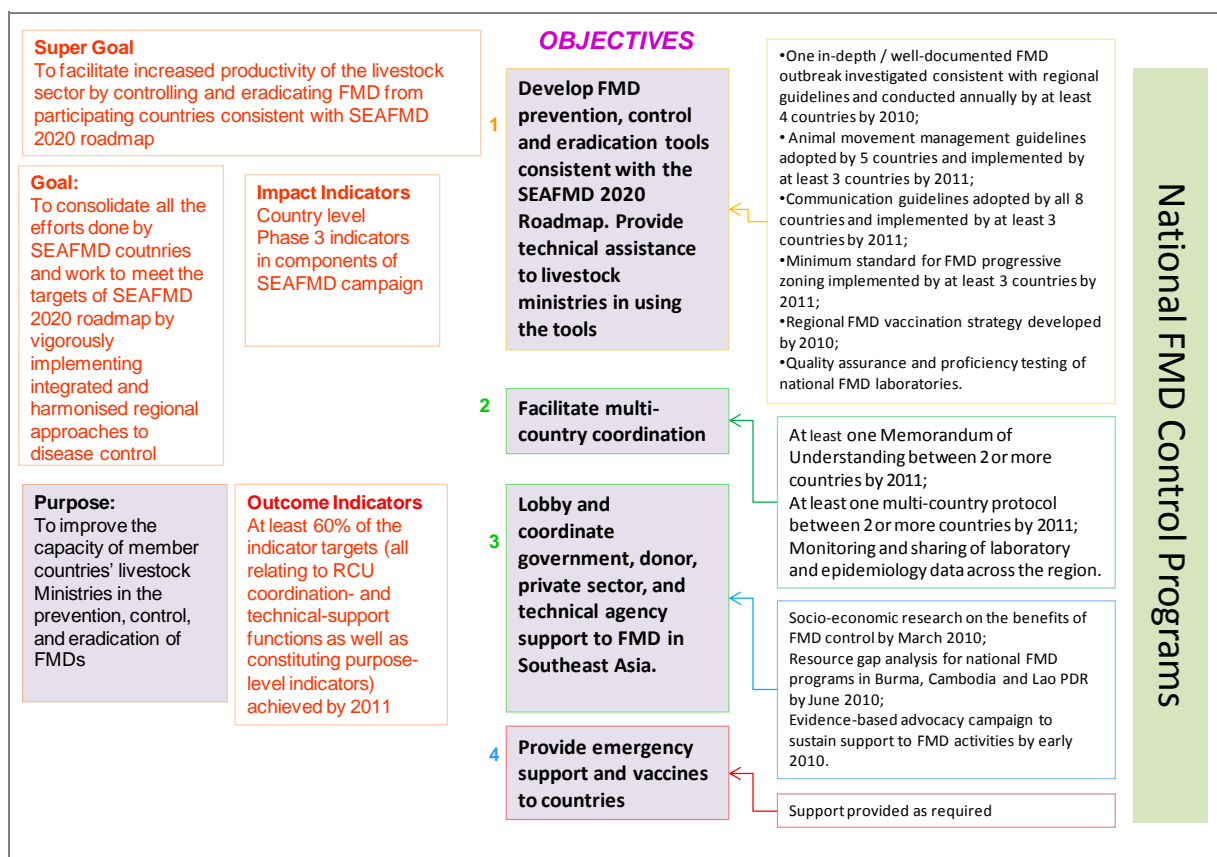 Super Goal
To facilitate increased productivity of the livestock
sector by controlling and eradicating FMD from
participating countries consistent with SEAFMD
2020 roadmap
Goal:
To consolidate all the
efforts done by
SEAFMD coutnries
and work to meet the
targets of SEAFMD
2020 roadmap by
vigorously
implementing
integrated and
harmonised regional
approaches to
disease control
Impact Indicators
Country level
Phase 3 indicators
in components of
SEAFMD campaign
Purpose:
To improve the
capacity of member
countries’ livestock
Ministries in the
prevention, control,
and eradication of
FMDs
Outcome Indicators
At least 60% of the
indicator targets (all
relating to RCU
coordination- and
technical-support
functions as well as
constituting purpose-
level indicators)
achieved by 2011
OBJECTIVES
1
Develop FMD
prevention, control
and eradication tools
consistent with the
SEAFMD 2020
Roadmap. Provide
technical assistance
to livestock
ministries in using
the tools
2
Facilitate multi-
country coordination
3
Lobby and
coordinate
government, donor,
private sector, and
technical agency
support to FMD in
Southeast Asia.
4
Provide emergency
support and vaccines
to countries
•One in-depth / well-documented FMD
outbreak investigated consistent with regional
guidelines and conducted annually by at least
4 countries by 2010;
• Animal movement management guidelines
adopted by 5 countries and implemented by
at least 3 countries by 2011;
•Communication guidelines adopted by all 8
countries and implemented by at least 3
countries by 2011;
•Minimum standard for FMD progressive
zoning implemented by at least 3 countries by
2011;
•Regional FMD vaccination strategy developed
by 2010;
•Quality assurance and proficiency testing of
national FMD laboratories.
At least one Memorandum of
Understanding between 2 or more
countries by 2011;
At least one multi-country protocol
between 2 or more countries by 2011;
Monitoring and sharing of laboratory
and epidemiology data across the region.
Socio-economic research on the benefits of
FMD control by March 2010;
Resource gap analysis for national FMD
programs in Burma, Cambodia and Lao PDR
by June 2010;
Evidence-based advocacy campaign to
sustain support to FMD activities by early
2010.
Support provided as required
National FMD Control Programs